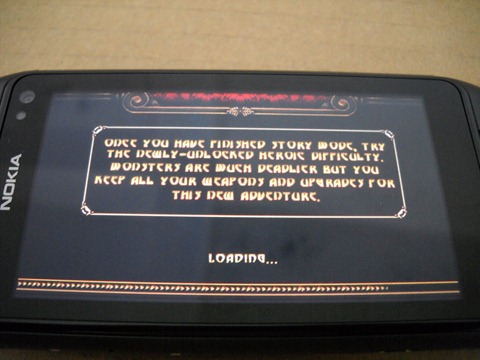 NOKIA
ONCE YOU HAVE FINISHED STORY MODE, TRY
THE NEWLY-UNLOCKED HEROIC DIFFICULTY.
MONSTERS ARE MUCH DEADLIER BUT YOU
KEEP ALL YOUR WEAPONS AND UPGRADES FOR
THIS NEW ADVENTURE.
LOADING...